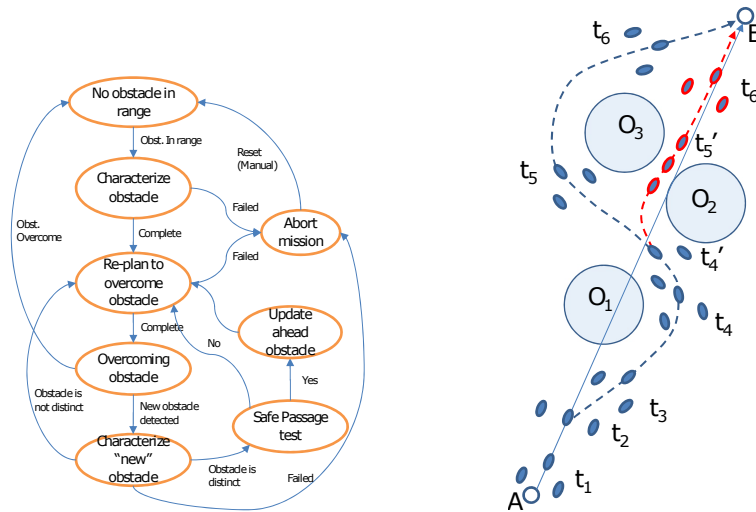 No obstacle in
range
Obst. In range
Reset
(Manual)
Characterize
obstacle
Failed
Abort
mission
Obst.
Overcome
Complete
Failed
Re-plan to
overcome
obstacle
Update
ahead
obstacle
Complete
No
Overcoming
obstacle
Yes
Obstacle is
not distinct
New obstacle
detected
Safe Passage
test
Characterize
“new”
obstacle
Obstacle is
distinct
Failed
B
t6
t6
O3
t5′
t5
O2
t4′
O1
t4
t3
t2
t1
A